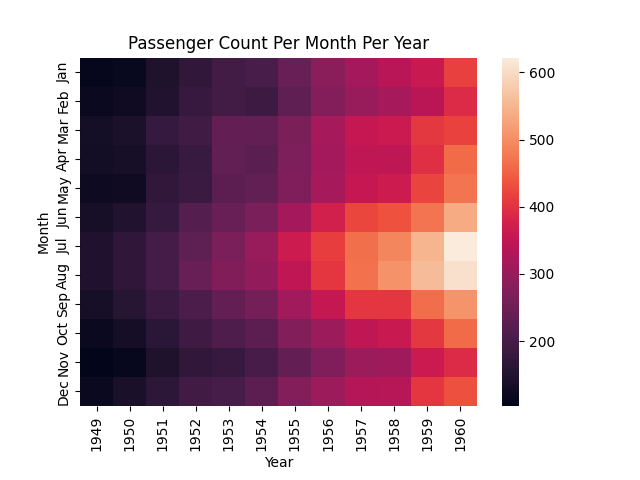 Passenger Count Per Month Per Year
Month
Jan
Feb
Mar
Apr
May
Jun
Jul
Aug
Sep
Oct
Nov
Dec
1949
1950
1951
1952
1953
1954
1955
1956
1957
1958
1959
1960
Year
600
500
400
300
200